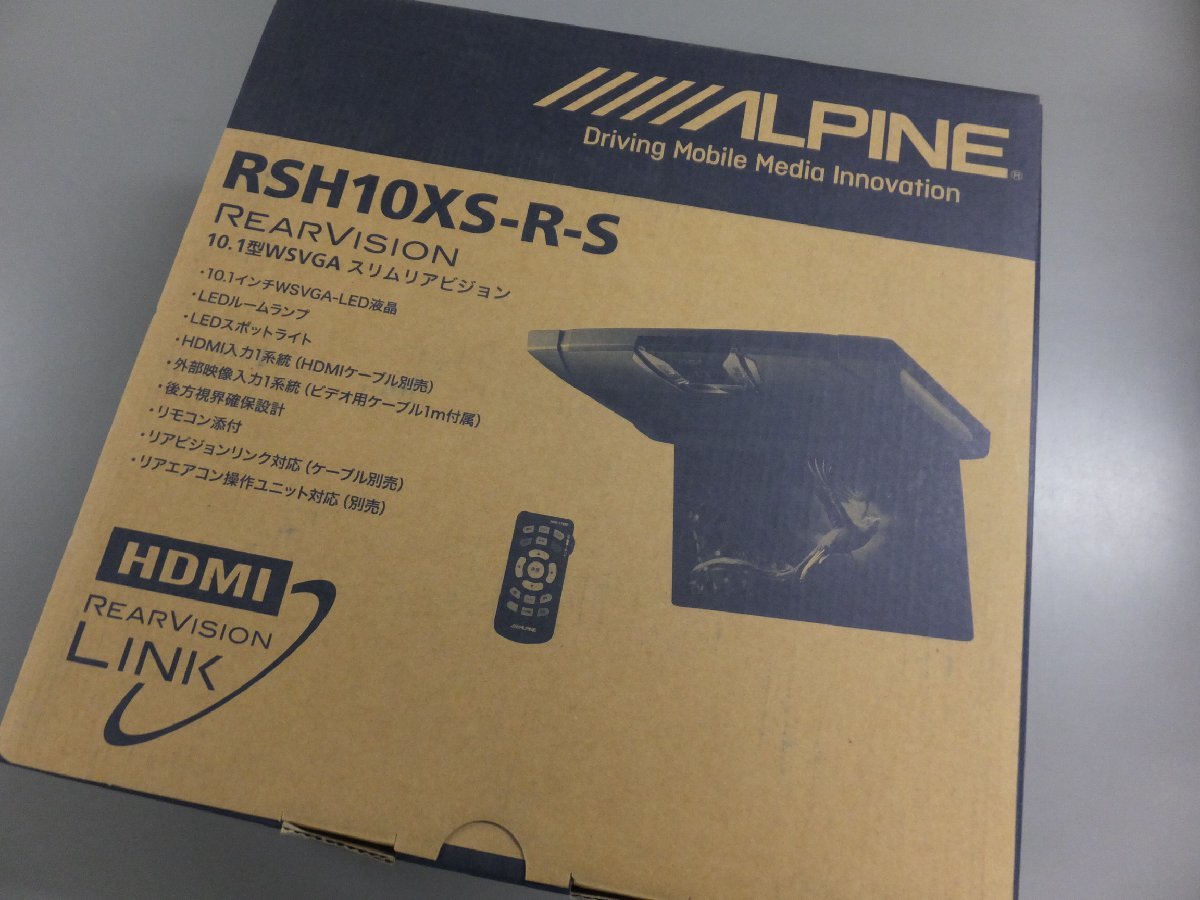 ALPINE®
Driving Mobile Media Innovation
RSH10XS-R-S
REARVISION
10.1型WSVGA スリムリアビジョン
・10.1インチWSVGA-LED液晶
・LEDルームランプ
・LEDスポットライト
・HDMI入力1系統（HDMIケーブル別売）
・外部映像入力1系統（ビデオ用ケーブル1m付属）
・後方視界確保設計
・リモコン添付
・リアビジョンリンク対応（ケーブル別売）
・リアエアコン操作ユニット対応（別売）
HDMI
REARVISION
LINK
ALPINE